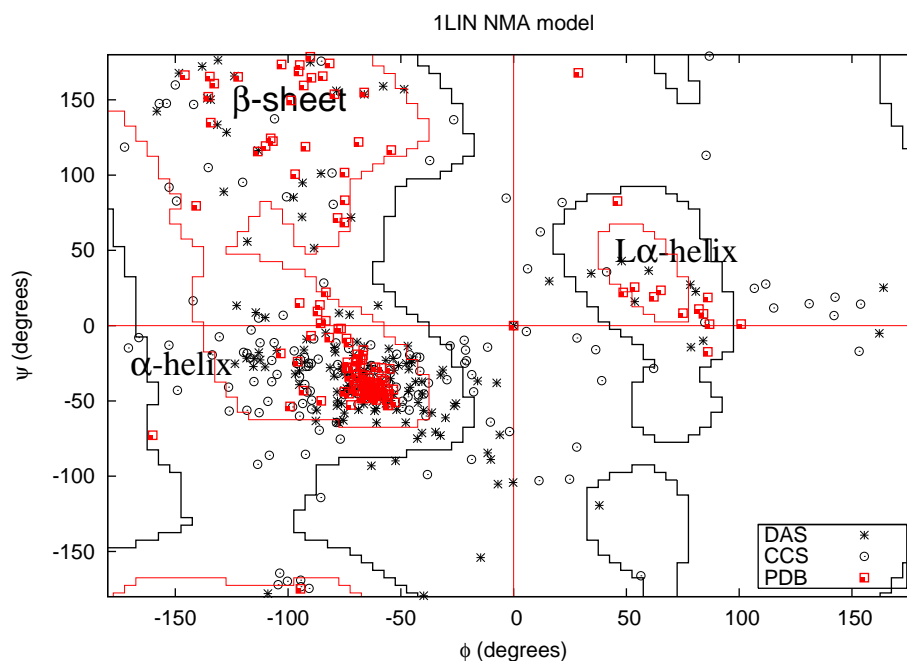 1LIN NMA model
ψ (degrees)
150
100
50
0
-50
-100
-150
β-sheet
Lα-helix
α-helix
DAS
CCS
PDB
-150
-100
-50
0
50
100
150
ϕ (degrees)